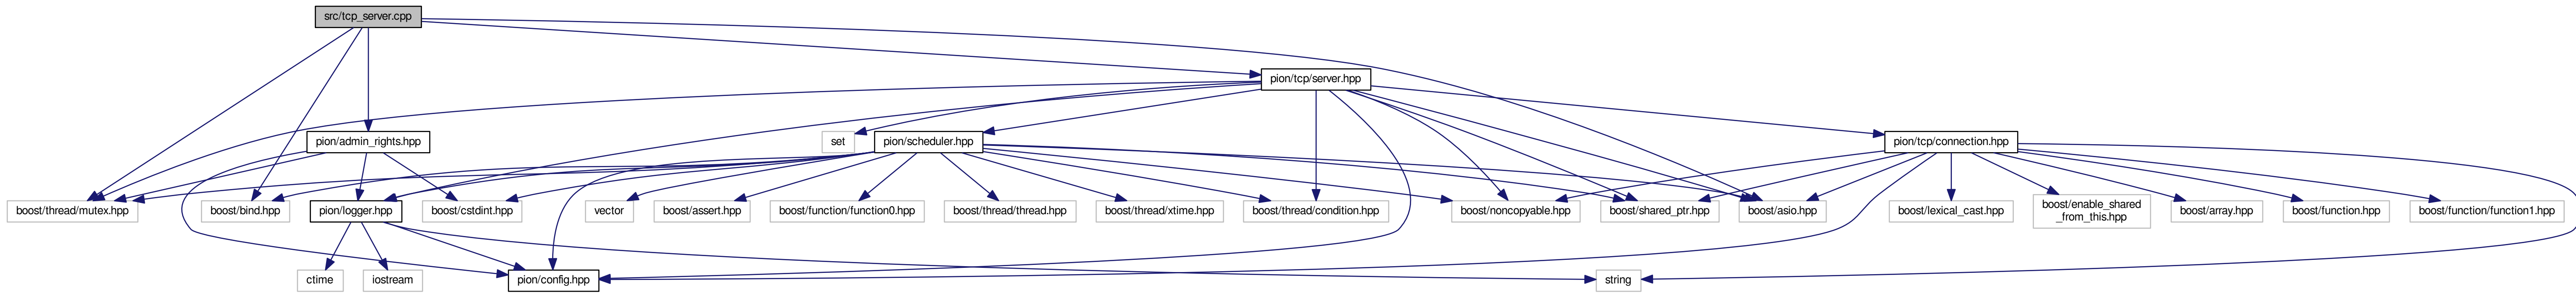 src/tcp_server.cpp
pion/tcp/server.hpp
pion/admin_rights.hpp
set
pion/scheduler.hpp
pion/tcp/connection.hpp
boost/thread/mutex.hpp
boost/bind.hpp
pion/logger.hpp
boost/cstdint.hpp
vector
boost/assert.hpp
boost/function/function0.hpp
boost/thread/thread.hpp
boost/thread/xtime.hpp
boost/thread/condition.hpp
boost/noncopyable.hpp
boost/shared_ptr.hpp
boost/asio.hpp
boost/lexical_cast.hpp
boost/enable_shared
_from_this.hpp
boost/array.hpp
boost/function.hpp
boost/function/function1.hpp
ctime
iostream
pion/config.hpp
string